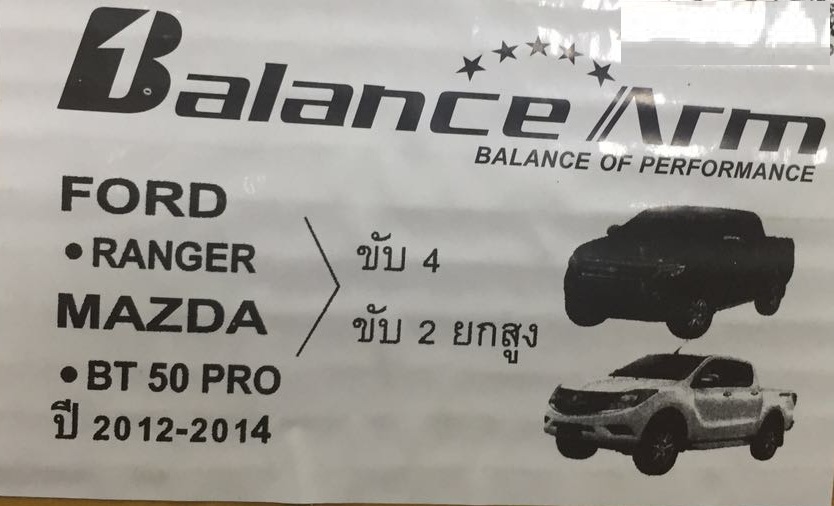 Balance Arm
BALANCE OF PERFORMANCE
FORD
• RANGER
MAZDA
• BT 50 PRO
ปี 2012-2014
ขับ 4
ขับ 2 ยกสูง